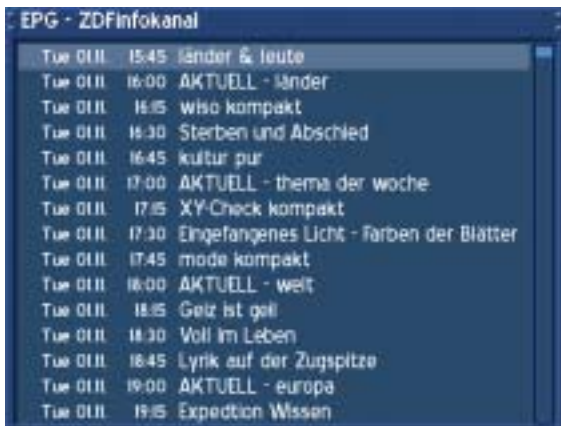 EPG - ZDFinfokanal
Tue 01.11. 15:45 länder & leute
Tue 01.11. 16:00 AKTUELL - länder
Tue 01.11. 16:15 wiso kompakt
Tue 01.11. 16:30 Sterben und Abschied
Tue 01.11. 16:45 kultur pur
Tue 01.11. 17:00 AKTUELL - thema der woche
Tue 01.11. 17:15 XY-Check kompakt
Tue 01.11. 17:30 Eingefangenes Licht - Farben der Blätter
Tue 01.11. 17:45 mode kompakt
Tue 01.11. 18:00 AKTUELL - welt
Tue 01.11. 18:15 Geiz ist geil
Tue 01.11. 18:30 Voll im Leben
Tue 01.11. 18:45 Lyrik auf der Zugspitze
Tue 01.11. 19:00 AKTUELL - europa
Tue 01.11. 19:15 Expedtion Wissen